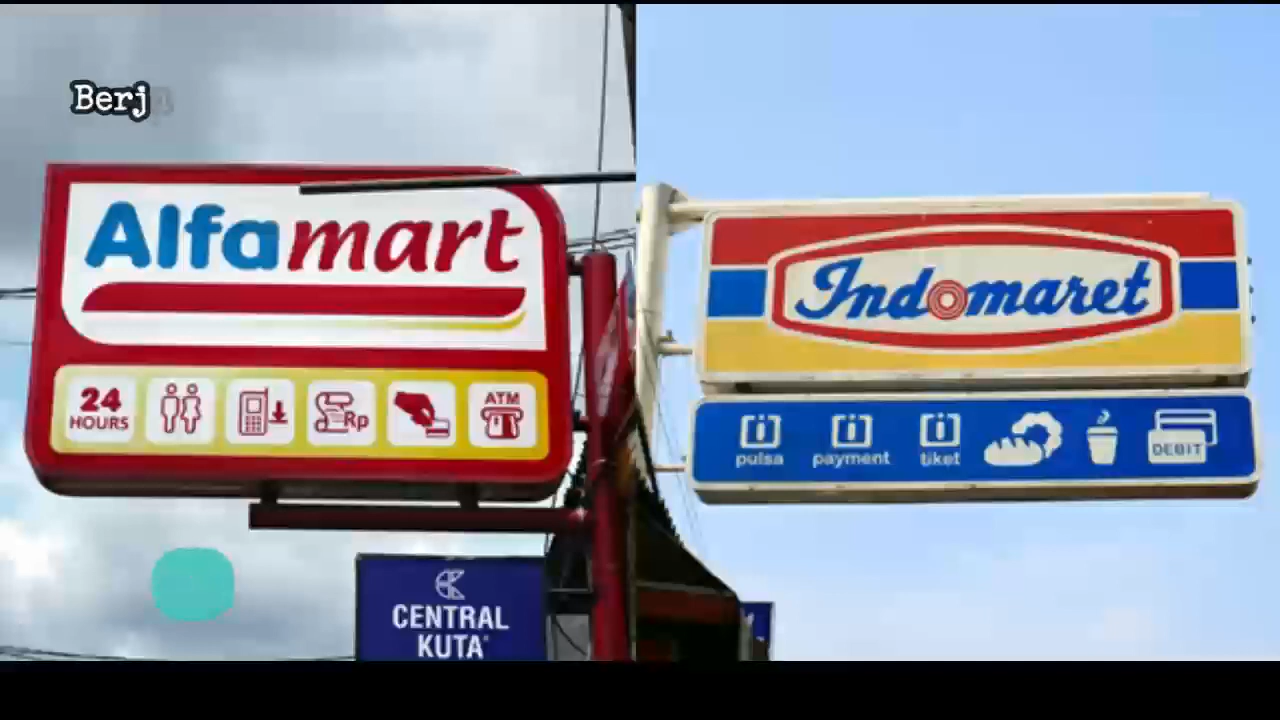 Berj
Alfamart
24
HOURS
Rp
ATM
CENTRAL
KUTA
Indomaret
pulsa
payment
tiket
DEBIT